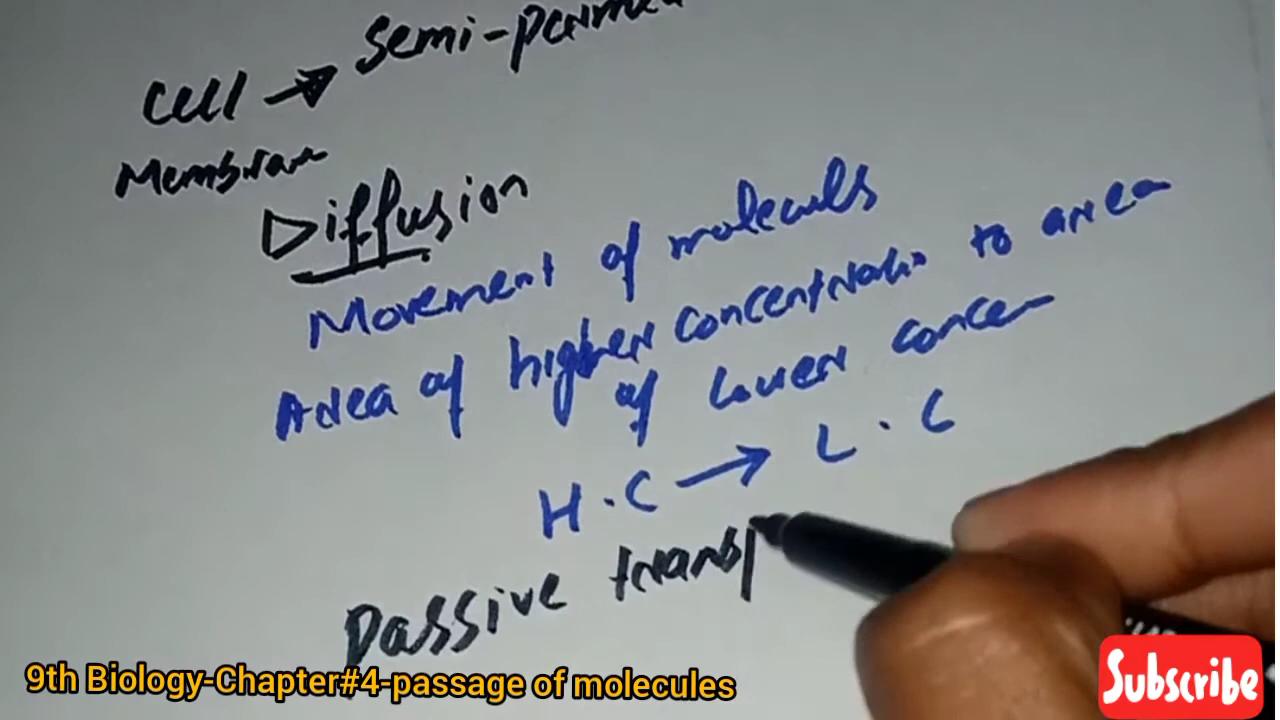 Semi-perme
Cell →
Membran
Diffusion
Movement of moleculs
Area of higher concentratio to area
of lower concen
H.C → L.C
Passive transp
9th Biology-Chapter#4-passage of molecules
Subscribe